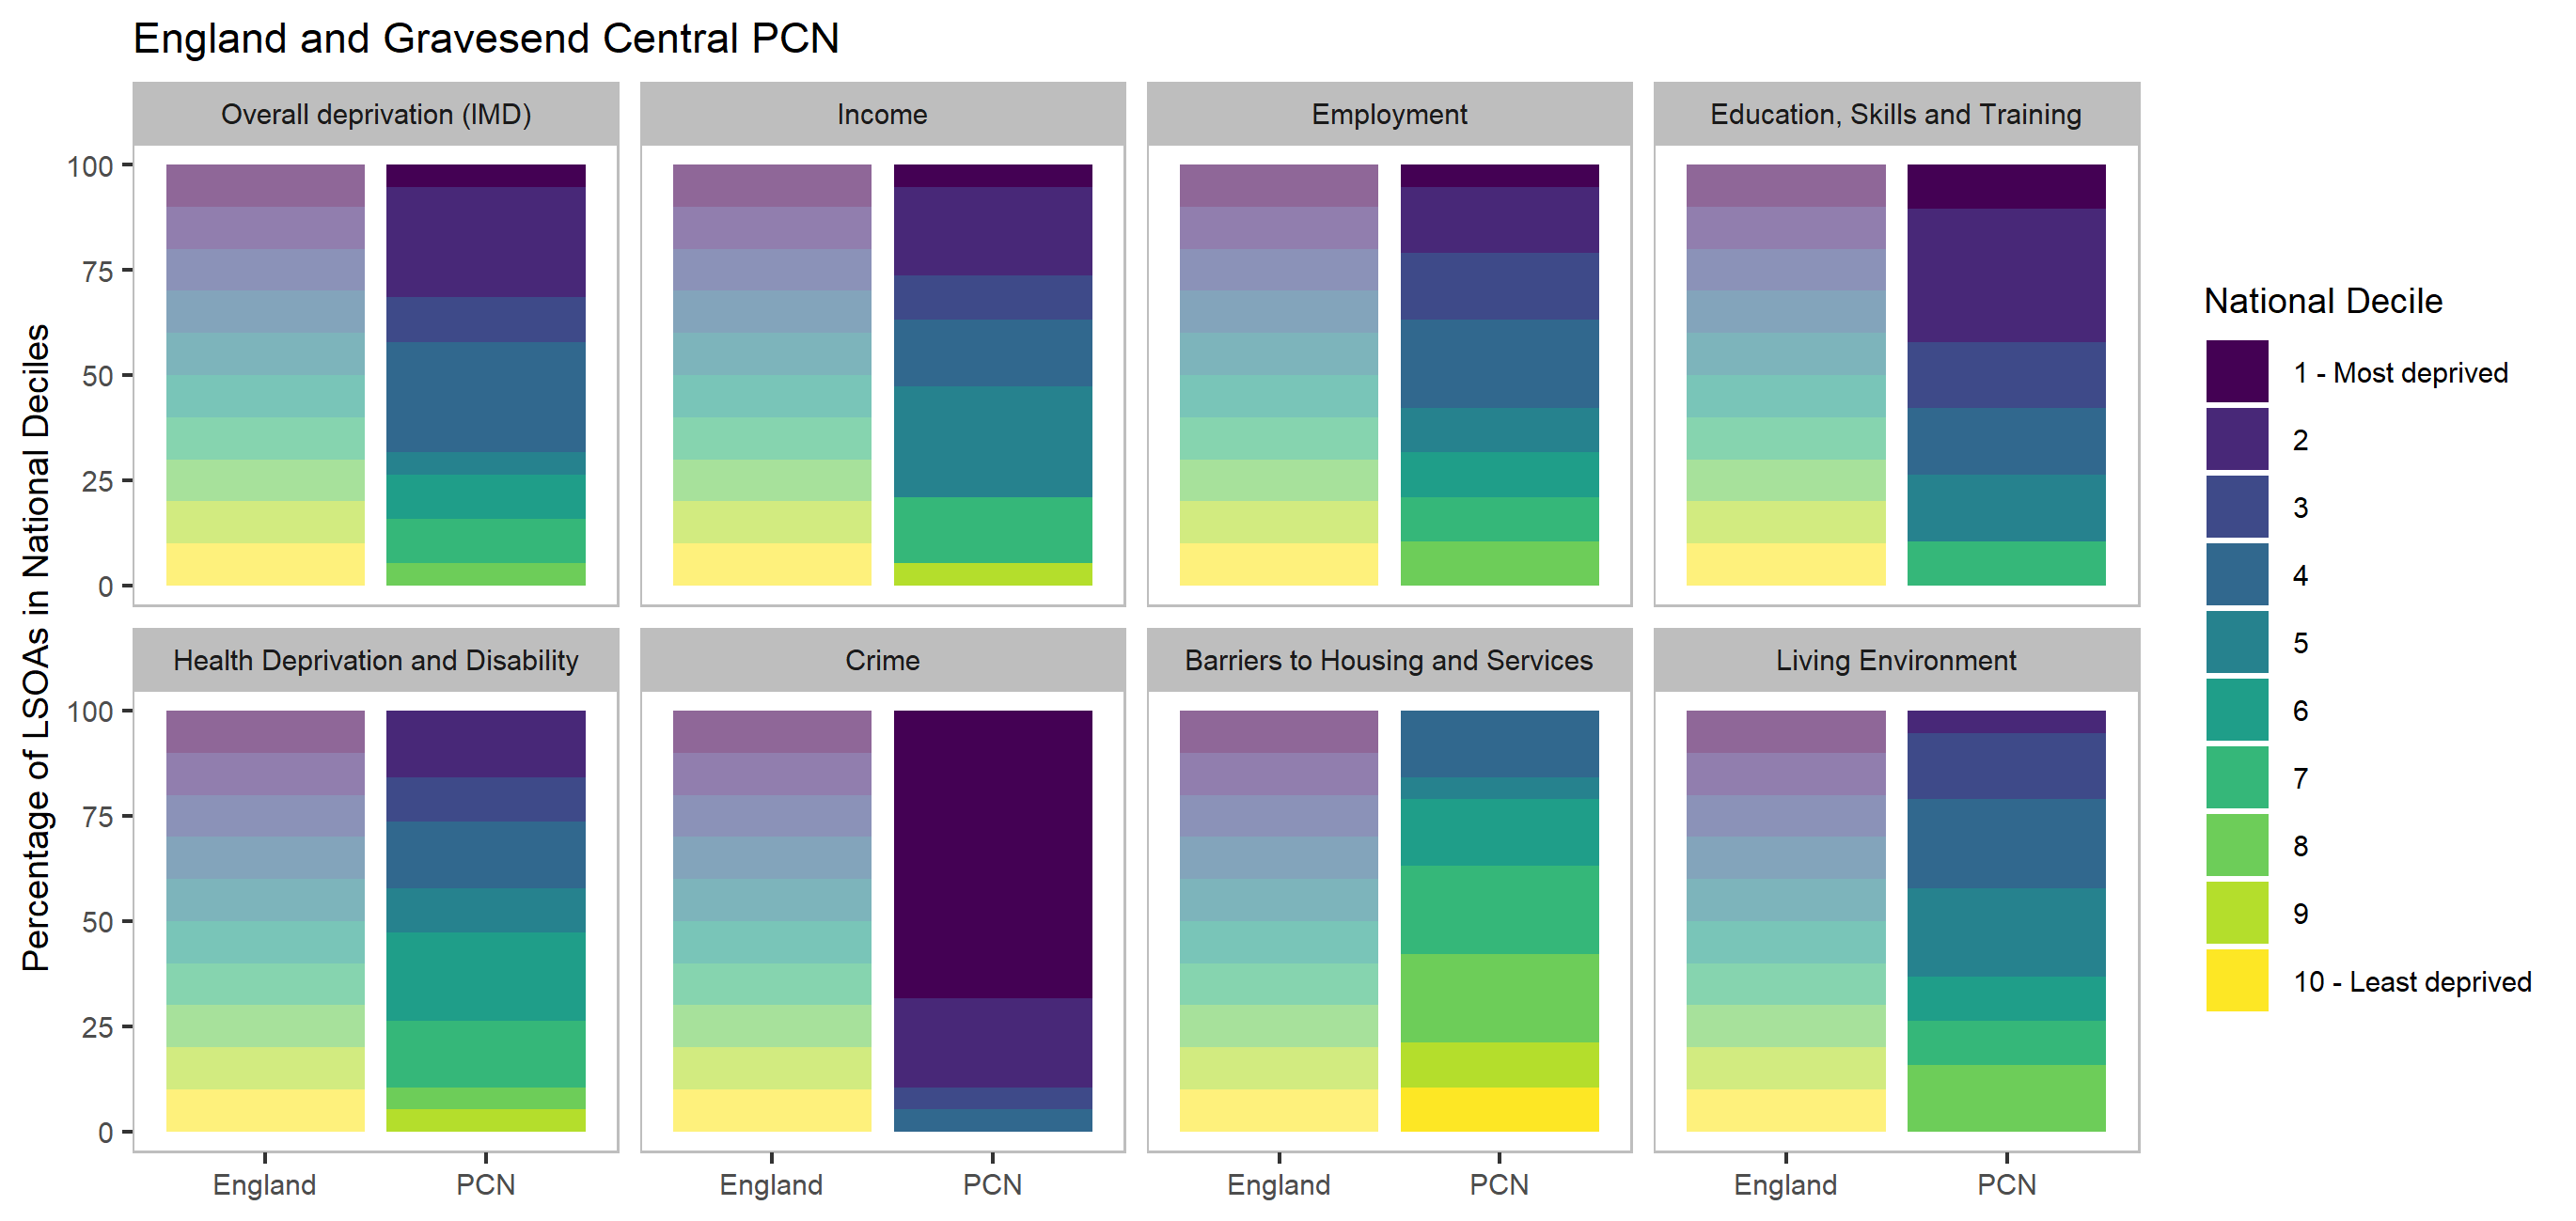 England and Gravesend Central PCN
Overall deprivation (IMD)
Income
Employment
Education, Skills and Training
100
75
50
25
0
Health Deprivation and Disability
Crime
Barriers to Housing and Services
Living Environment
100
75
50
25
0
England
PCN
England
PCN
England
PCN
England
PCN
Percentage of LSOAs in National Deciles
National Decile
1 - Most deprived
2
3
4
5
6
7
8
9
10 - Least deprived